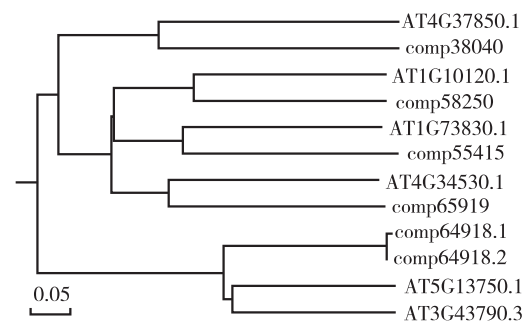 AT4G37850.1
comp38040
AT1G10120.1
comp58250
AT1G73830.1
comp55415
AT4G34530.1
comp65919
comp64918.1
comp64918.2
AT5G13750.1
AT3G43790.3
0.05